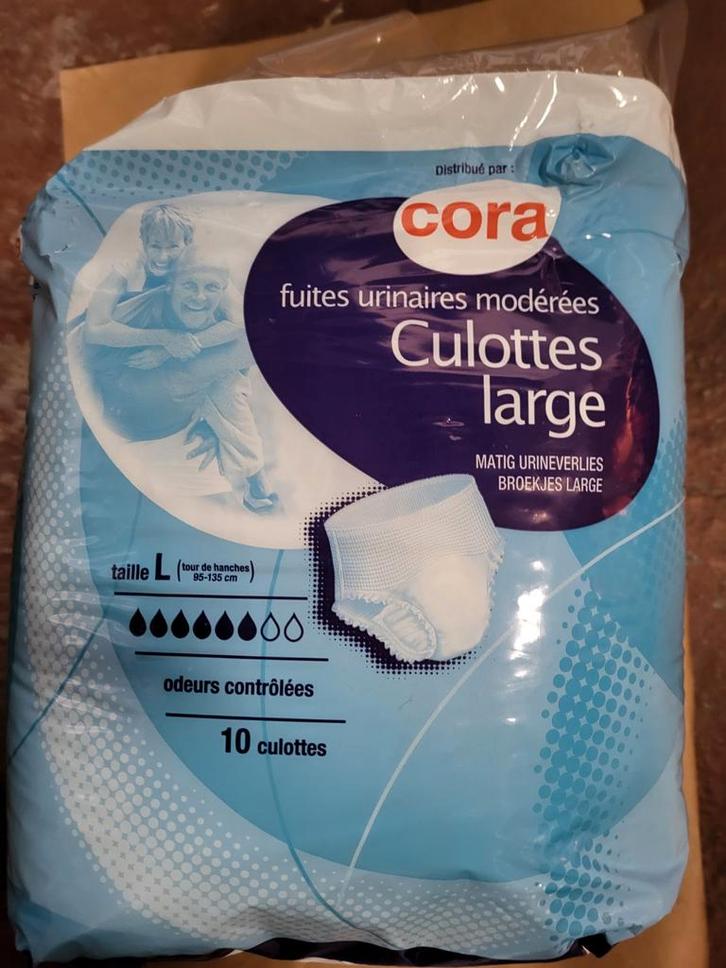 Distribué par :
cora
fuites urinaires modérées
Culottes
large
MATIG URINEVERLIES
BROEKJES LARGE
taille L (tour de hanches)
95-135 cm
odeurs contrôlées
10 culottes